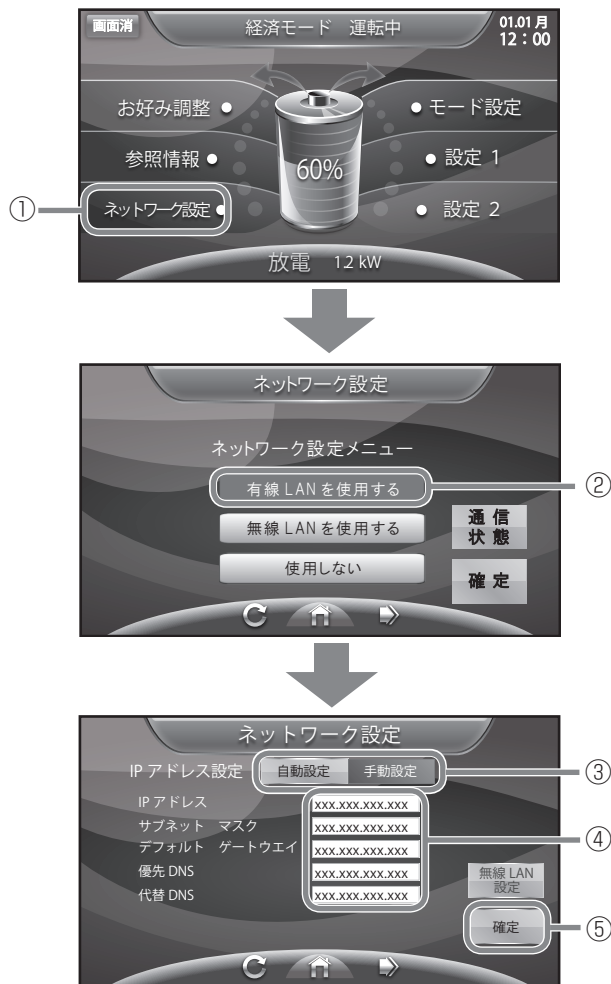 画面消
経済モード 運転中
01.01 月
12：00
お好み調整
モード設定
参照情報
60%
設定 1
①
ネットワーク設定
設定 2
放電 1.2 kW
ネットワーク設定
ネットワーク設定メニュー
有線 LAN を使用する
②
無線 LAN を使用する
通信
状態
使用しない
確定
ネットワーク設定
IP アドレス設定
自動設定
手動設定
③
IP アドレス
xxx.xxx.xxx.xxx
サブネット マスク
xxx.xxx.xxx.xxx
④
デフォルト ゲートウエイ
xxx.xxx.xxx.xxx
優先 DNS
xxx.xxx.xxx.xxx
代替 DNS
xxx.xxx.xxx.xxx
無線 LAN
設定
確定
⑤